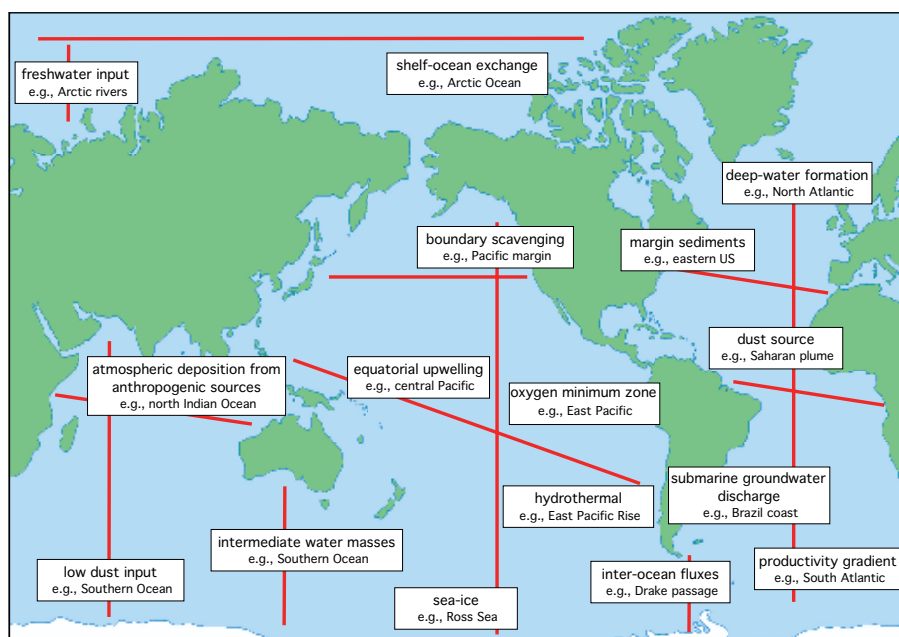 freshwater input
e.g., Arctic rivers
shelf-ocean exchange
e.g., Arctic Ocean
deep-water formation
e.g., North Atlantic
boundary scavenging
e.g., Pacific margin
margin sediments
e.g., eastern US
dust source
e.g., Saharan plume
atmospheric deposition from
anthropogenic sources
e.g., north Indian Ocean
equatorial upwelling
e.g., central Pacific
oxygen minimum zone
e.g., East Pacific
submarine groundwater
discharge
e.g., Brazil coast
hydrothermal
e.g., East Pacific Rise
intermediate water masses
e.g., Southern Ocean
low dust input
e.g., Southern Ocean
sea-ice
e.g., Ross Sea
inter-ocean fluxes
e.g., Drake passage
productivity gradient
e.g., South Atlantic